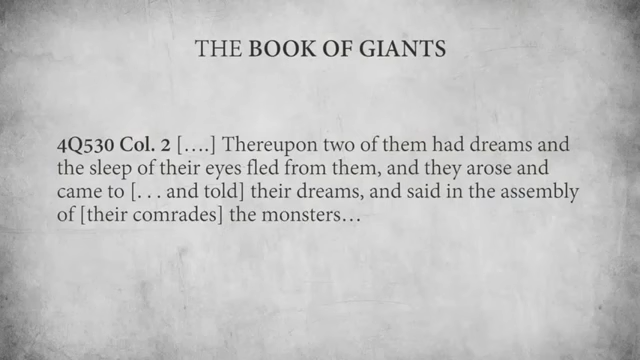 THE BOOK OF GIANTS
4Q530 Col. 2 [....] Thereupon two of them had dreams and
the sleep of their eyes fled from them, and they arose and
came to [. . . and told] their dreams, and said in the assembly
of [their comrades] the monsters…